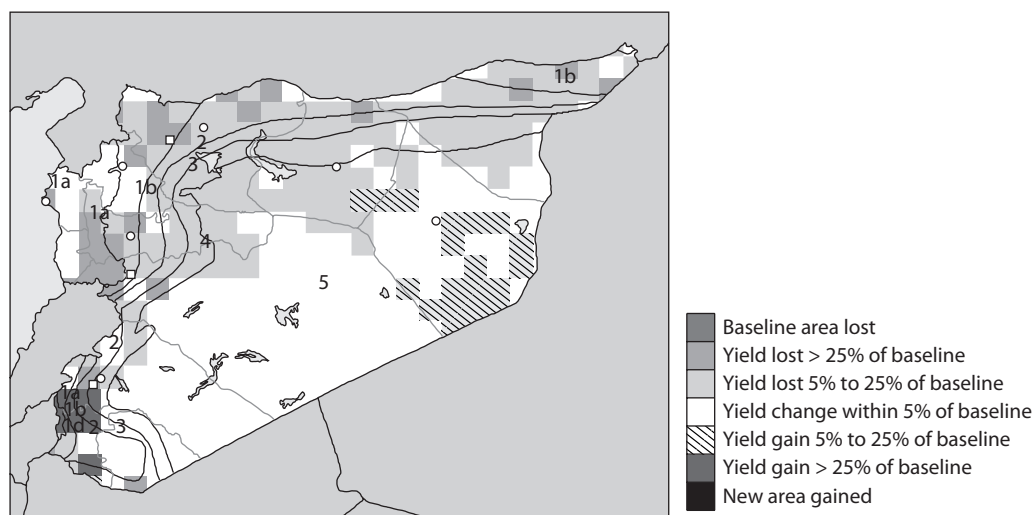 1b
2
3
1a
1b
1a
4
5
2
1a
1b
1d 2 3
Baseline area lost
Yield lost > 25% of baseline
Yield lost 5% to 25% of baseline
Yield change within 5% of baseline
Yield gain 5% to 25% of baseline
Yield gain > 25% of baseline
New area gained